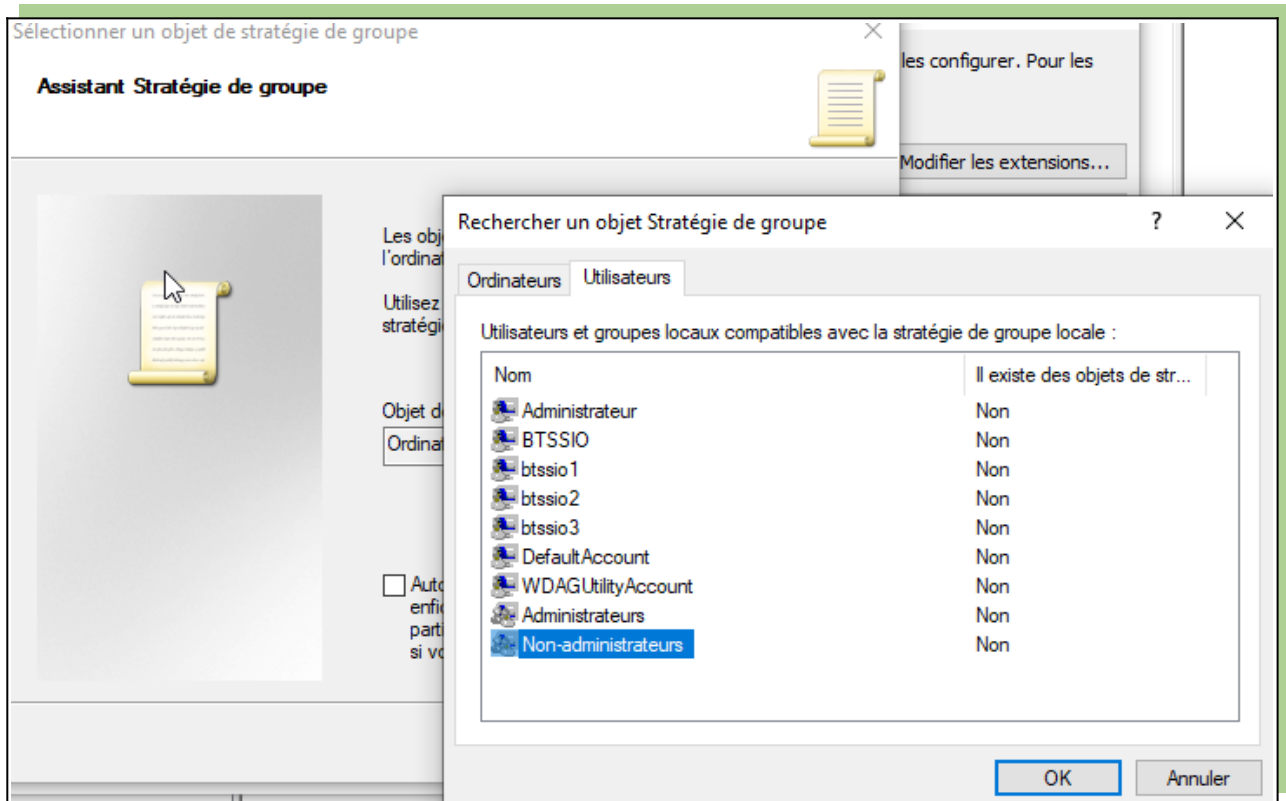 Sélectionner un objet de stratégie de groupe
Assistant Stratégie de groupe
les configurer. Pour les
Modifier les extensions...
Les obj
l'ordinat
Utilisez
stratégi
Objet d
Ordinat
Auto
enfic
parti
si vo
Rechercher un objet Stratégie de groupe
?
Ordinateurs
Utilisateurs
Utilisateurs et groupes locaux compatibles avec la stratégie de groupe locale :
Nom Il existe des objets de str...
Administrateur Non
BTSSIO Non
btssio1 Non
btssio2 Non
btssio3 Non
DefaultAccount Non
WDAGUtilityAccount Non
Administrateurs Non
Non-administrateurs Non
OK
Annuler